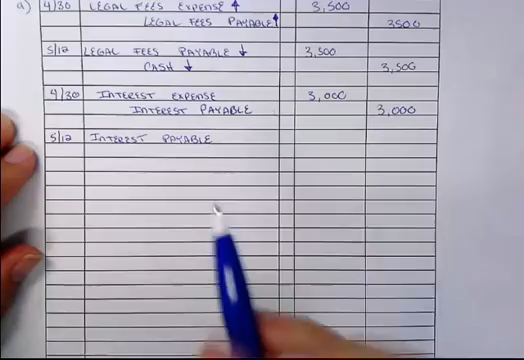 a) 4/30 LEGAL FEES EXPENSE ↑ 3,500
LEGAL FEES PAYABLE ↑ 3500
5/12 LEGAL FEES PAYABLE ↓ 3,500
CASH ↓ 3,500
4/30 INTEREST EXPENSE 3,000
INTEREST PAYABLE 3,000
5/12 INTEREST PAYABLE